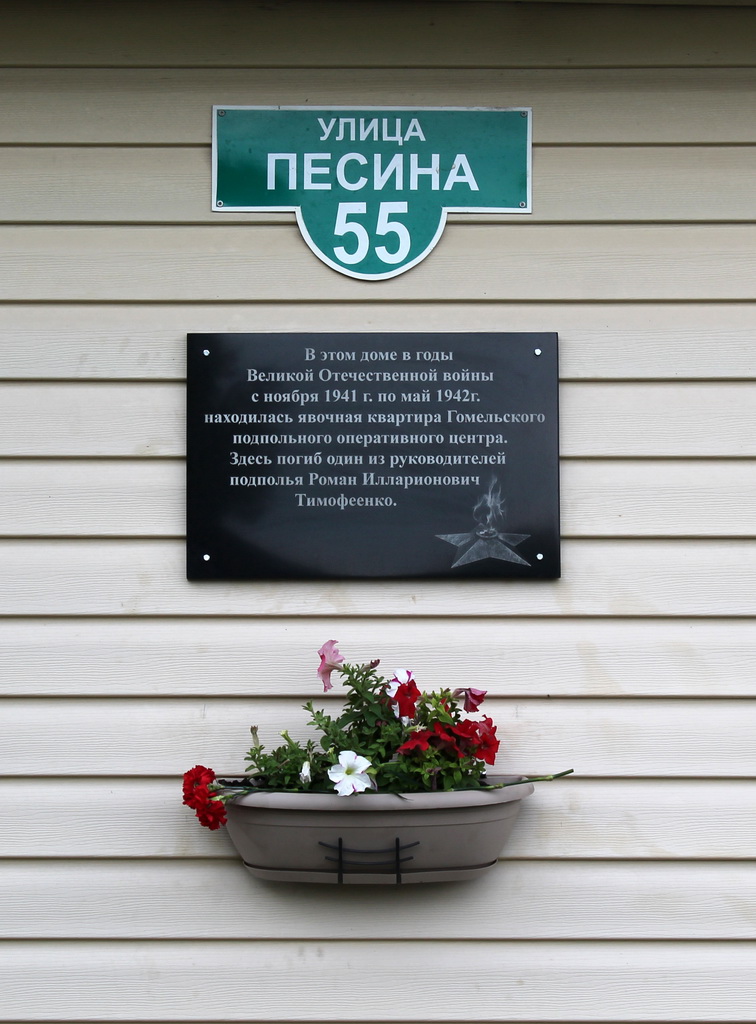 УЛИЦА
ПЕСИНА
55
В этом доме в годы
Великой Отечественной войны
с ноября 1941 г. по май 1942г.
находилась явочная квартира Гомельского
подпольного оперативного центра.
Здесь погиб один из руководителей
подполья Роман Илларионович
Тимофеенко.